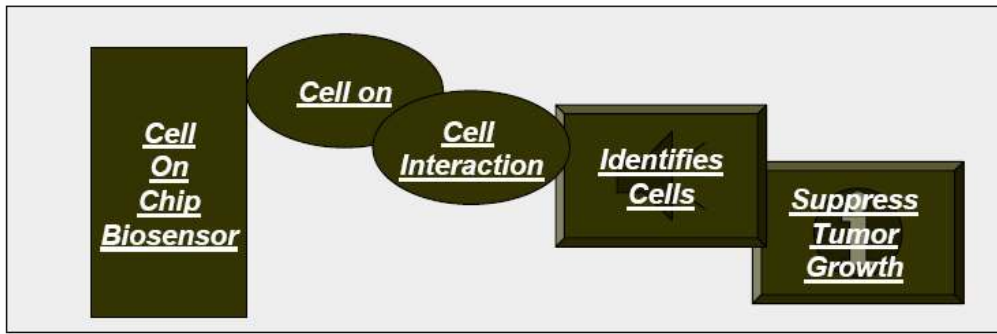 Cell
On
Chip
Biosensor
Cell on
Cell
Interaction
Identifies
Cells
Suppress
Tumor
Growth